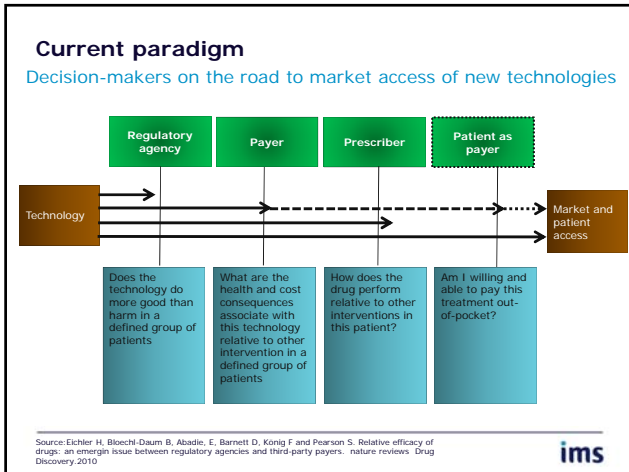 Current paradigm
Decision-makers on the road to market access of new technologies
Regulatory
agency
Payer
Prescriber
Patient as
payer
Technology
Market and
patient
access
Does the
technology do
more good than
harm in a
defined group of
patients
What are the
health and cost
consequences
associate with
this technology
relative to other
intervention in a
defined group of
patients
How does the
drug perform
relative to other
interventions in
this patient?
Am I willing and
able to pay this
treatment out-
of-pocket?
Source:Eichler H, Bloechl-Daum B, Abadie, E, Barnett D, König F and Pearson S. Relative efficacy of
drugs: an emergin issue between regulatory agencies and third-party payers. nature reviews Drug
Discovery.2010
ims